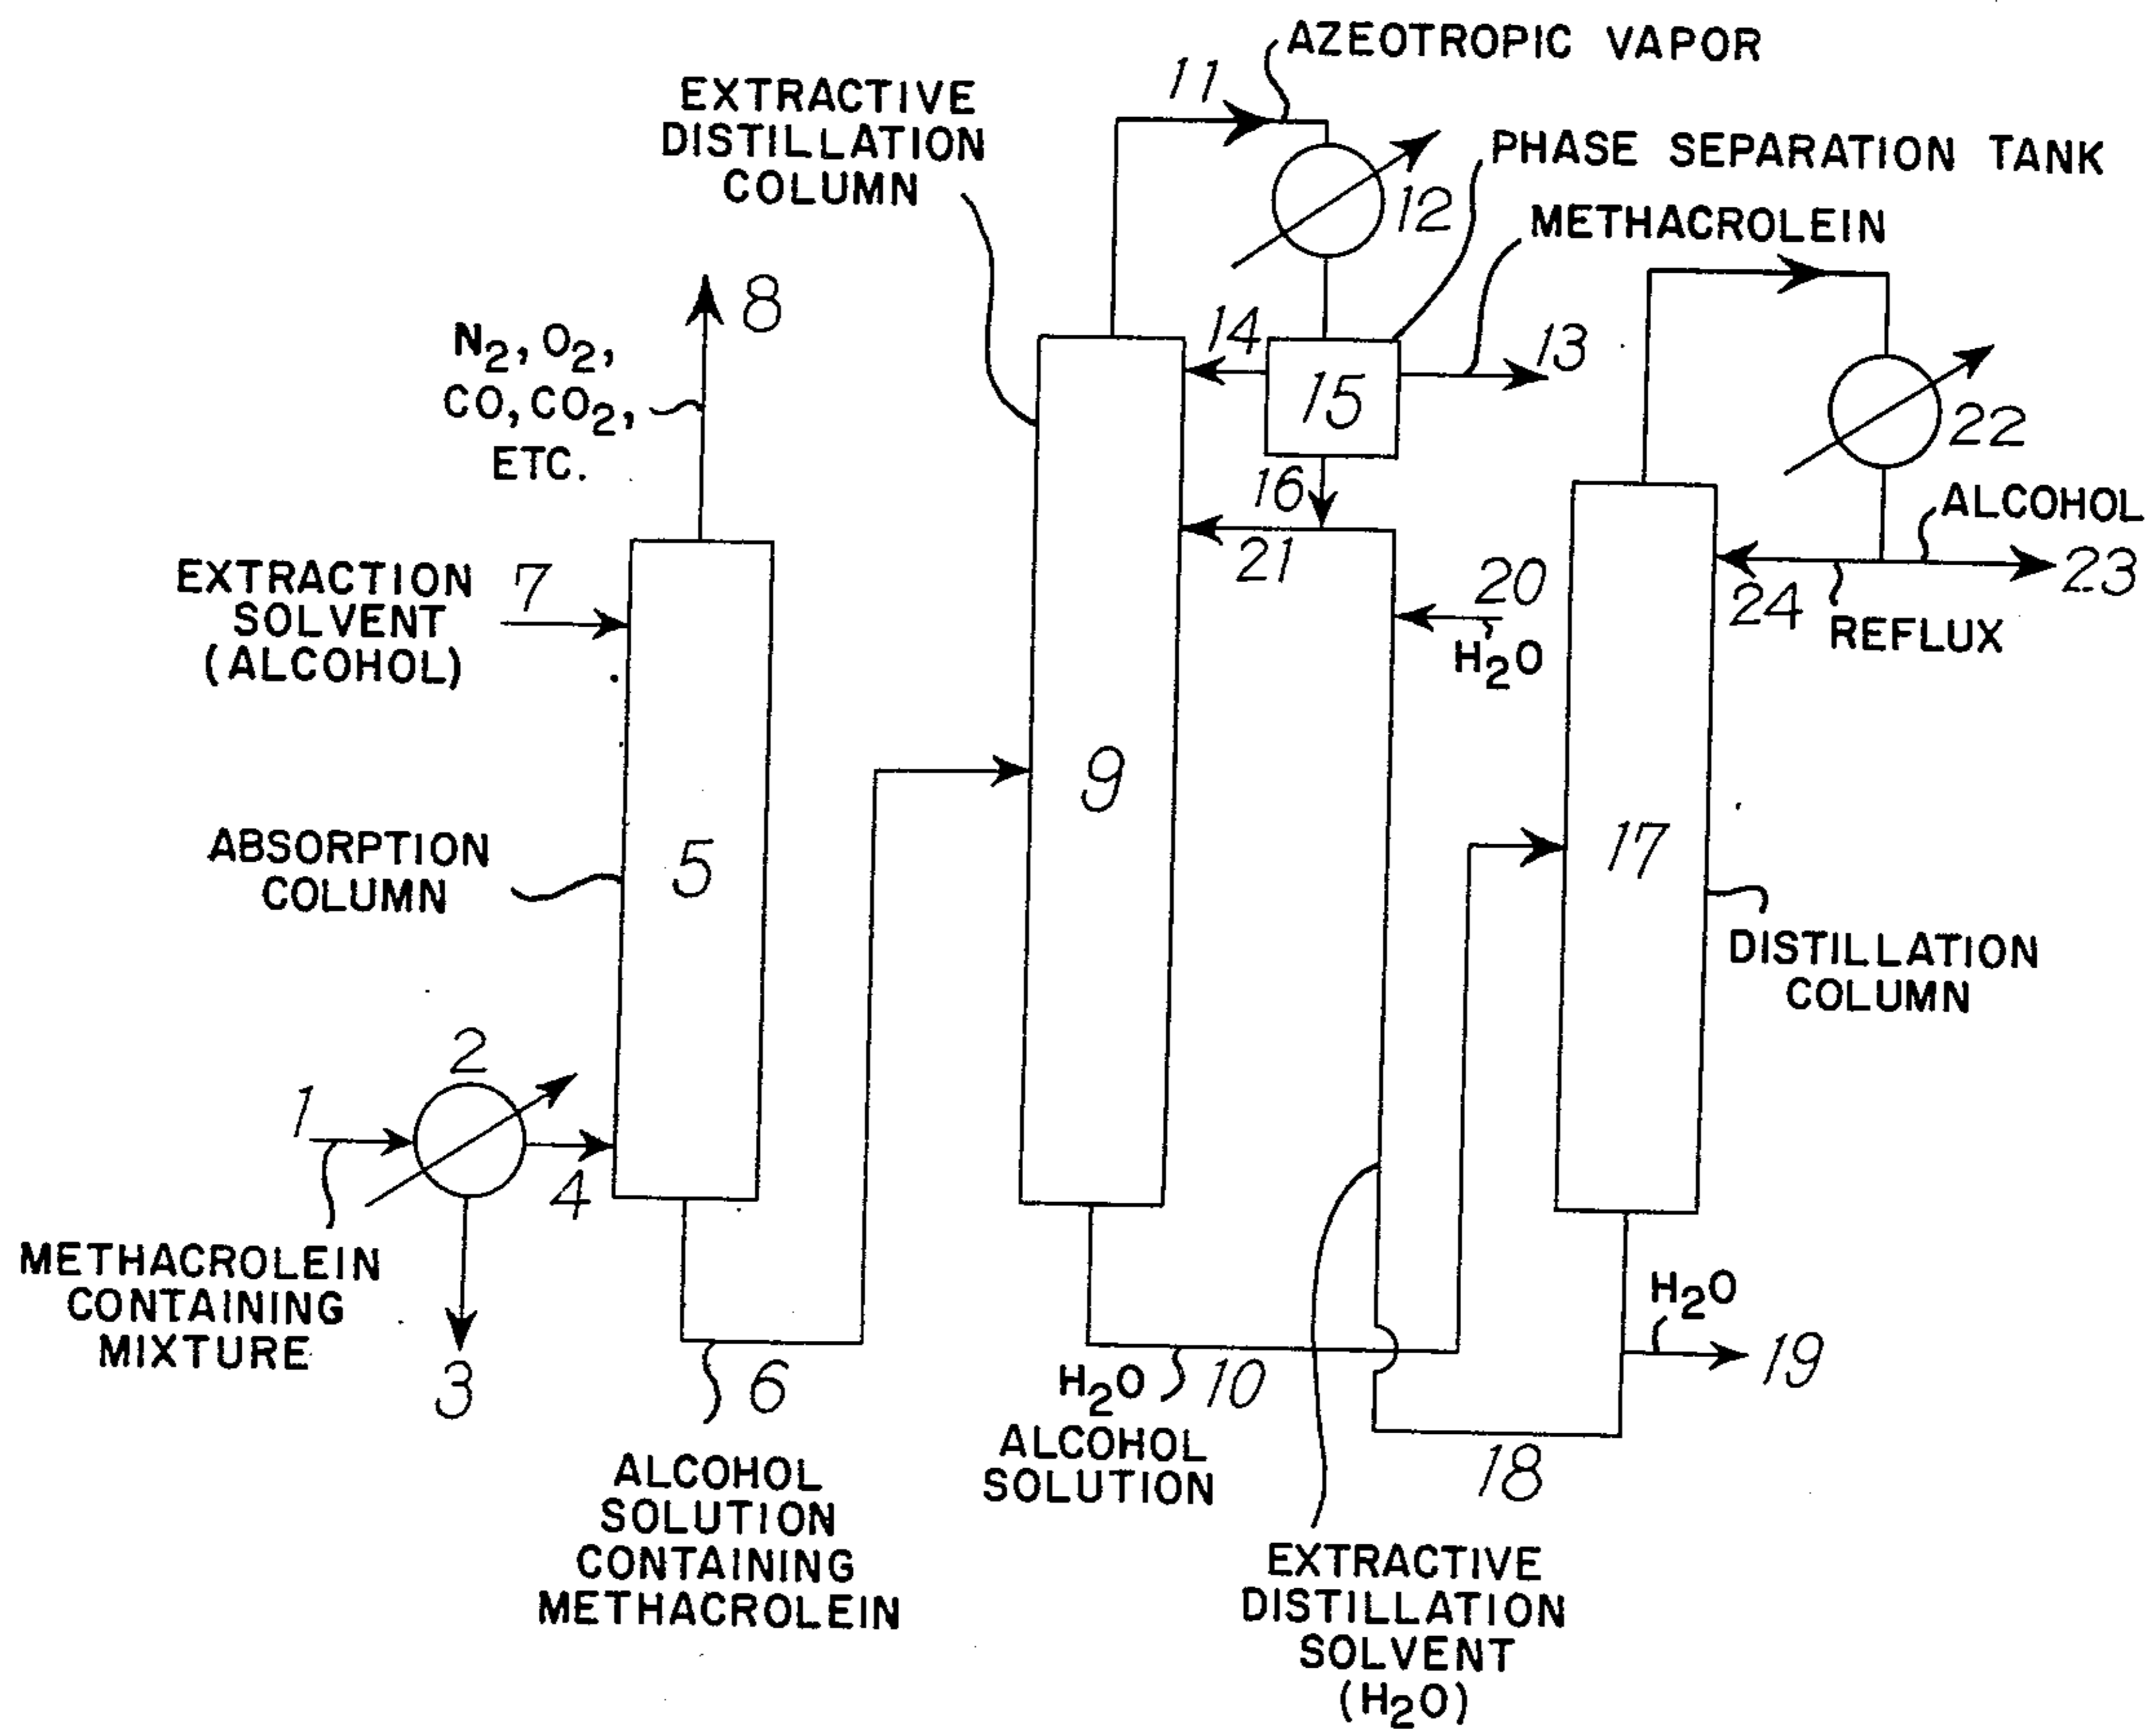 AZEOTROPIC VAPOR
11
EXTRACTIVE
DISTILLATION
COLUMN
12
PHASE SEPARATION TANK
METHACROLEIN
8
N2, O2,
CO, CO2,
ETC.
14
15
13
22
16
ALCOHOL
21
EXTRACTION
SOLVENT
(ALCOHOL)
7
20
H2O
24
23
REFLUX
9
17
ABSORPTION
COLUMN
5
DISTILLATION
COLUMN
2
1
4
METHACROLEIN
CONTAINING
MIXTURE
3
6
H2O
10
ALCOHOL
SOLUTION
H2O
19
18
ALCOHOL
SOLUTION
CONTAINING
METHACROLEIN
EXTRACTIVE
DISTILLATION
SOLVENT
(H2O)